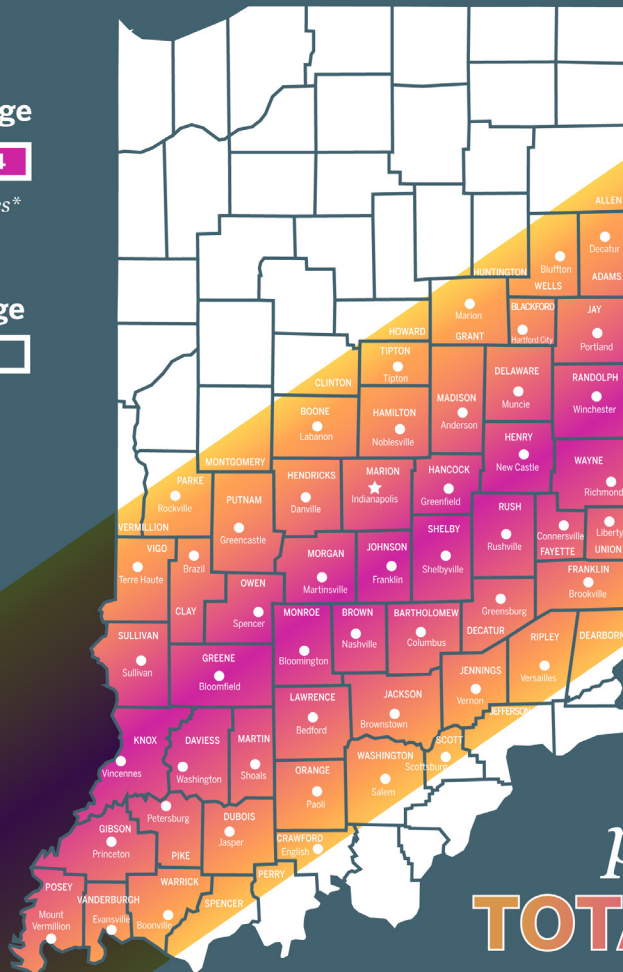 ge
4
es*
ge
ALLEN
Decatur
ADAMS
Bluffton
WELLS
HUNTINGTON
BLACKFORD
Hartford City
JAY
Portland
Marion
GRANT
HOWARD
TIPTON
Tipton
CLINTON
DELAWARE
Muncie
RANDOLPH
Winchester
MADISON
Anderson
BOONE
Labanon
HAMILTON
Noblesville
HENRY
New Castle
WAYNE
Richmond
MONTGOMERY
PARKE
Rockville
PUTNAM
Greencastle
HENDRICKS
Danville
MARION
Indianapolis
HANCOCK
Greenfield
RUSH
Rushville
Connersville
FAYETTE
Liberty
UNION
VERMILLION
VIGO
Terre Haute
Brazil
CLAY
OWEN
Spencer
MORGAN
Martinsville
JOHNSON
Franklin
SHELBY
Shelbyville
FRANKLIN
Brookville
Greensburg
DECATUR
RIPLEY
Versailles
DEARBORN
SULLIVAN
Sullivan
GREENE
Bloomfield
MONROE
Bloomington
BROWN
Nashville
BARTHOLOMEW
Columbus
JENNINGS
Vernon
JEFFERSON
LAWRENCE
Bedford
JACKSON
Brownstown
SCOTT
Scottsburg
WASHINGTON
Salem
KNOX
Vincennes
DAVIESS
Washington
MARTIN
Shoals
ORANGE
Paoli
GIBSON
Princeton
Petersburg
PIKE
DUBOIS
Jasper
CRAWFORD
English
PERRY
POSEY
Mount
Vermillion
VANDERBURGH
Evansville
WARRICK
Boonville
SPENCER
p
TOTA